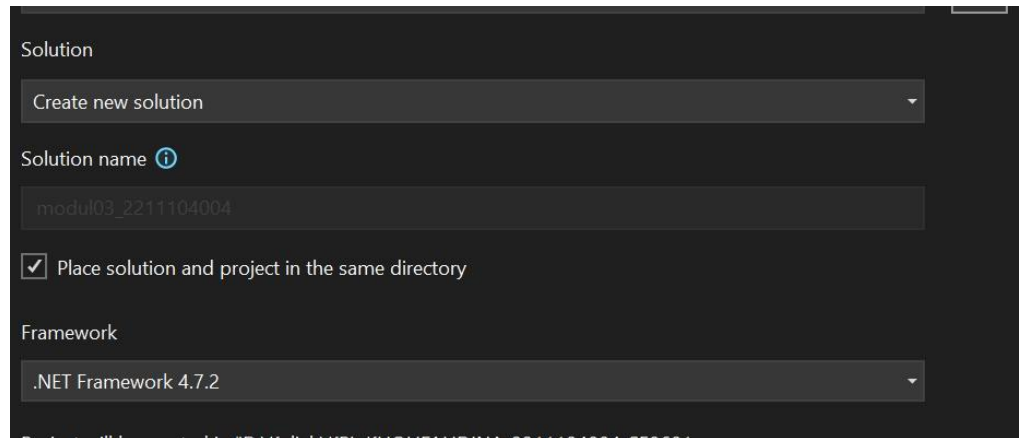 Solution
Create new solution
Solution name
modul03_2211104004
Place solution and project in the same directory
Framework
.NET Framework 4.7.2